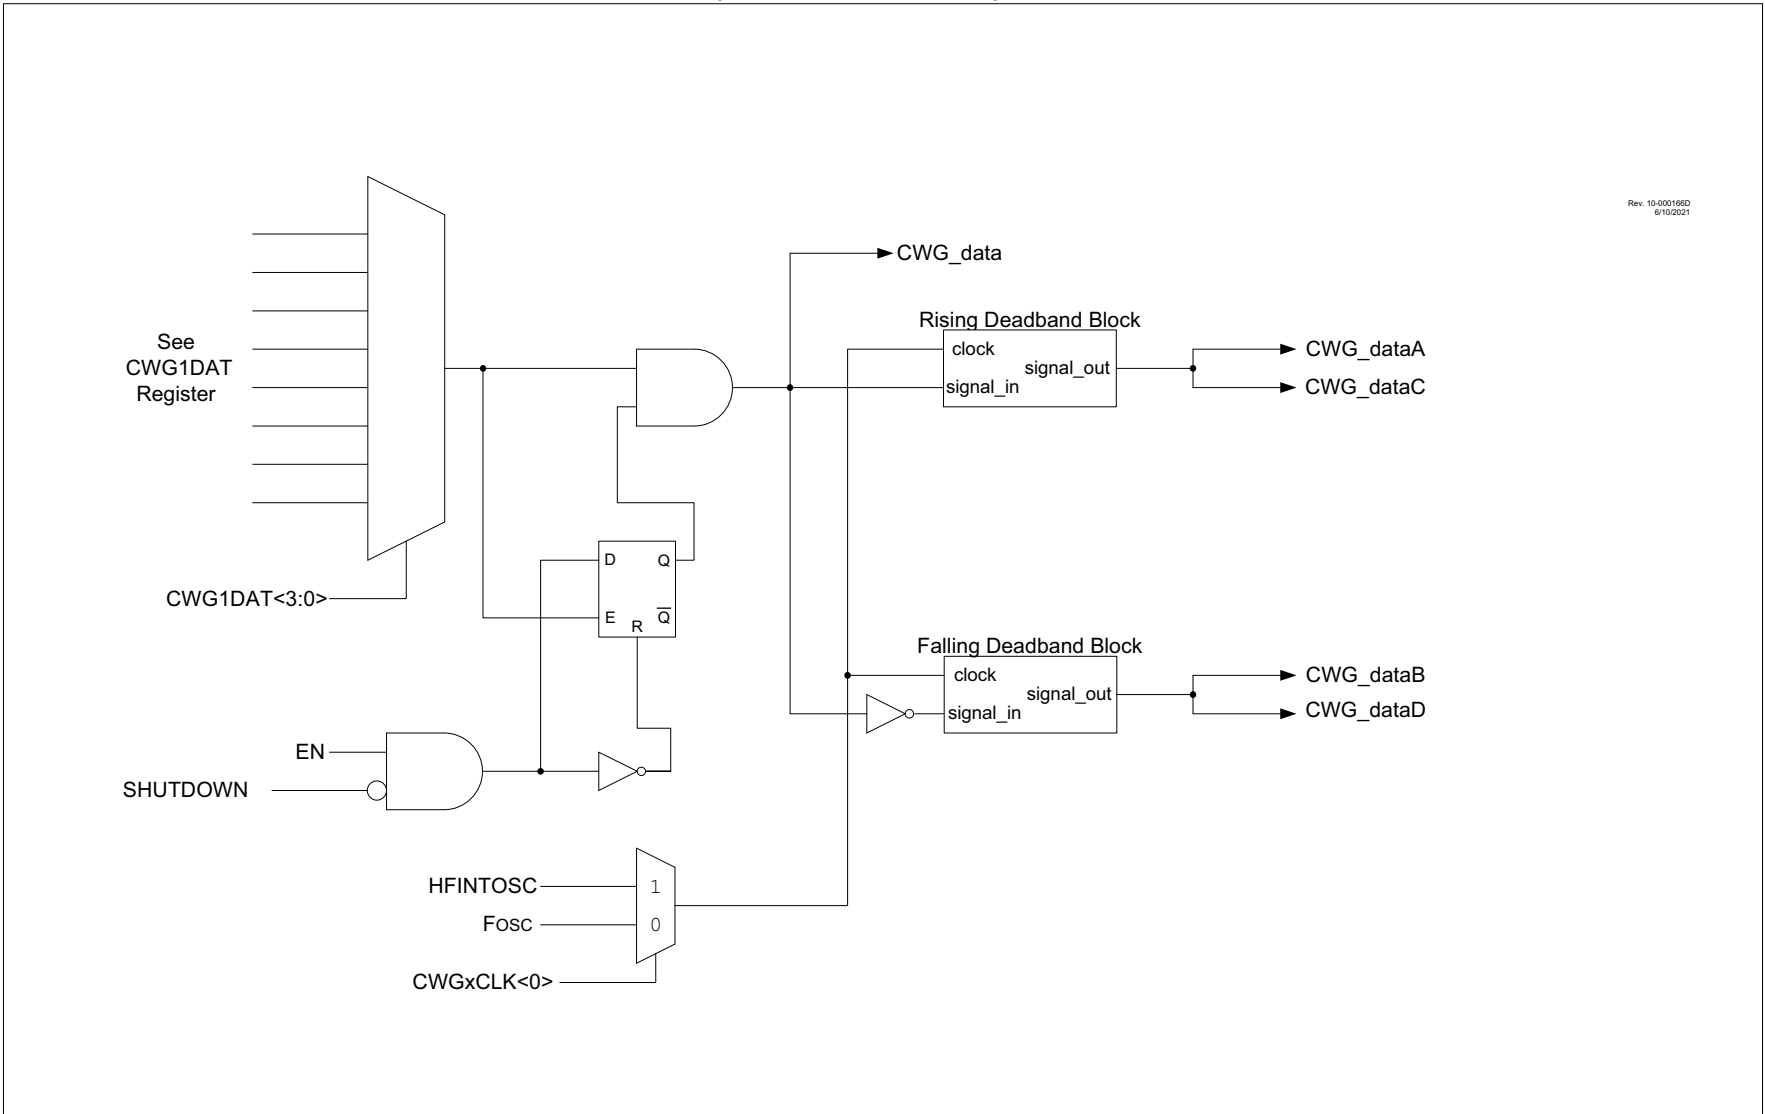 Rev. 10-000166D
6/10/2021
CWG_data
Rising Deadband Block
clock
signal_in
signal_out
CWG_dataA
CWG_dataC
See
CWG1DAT
Register
CWG1DAT<3:0>
D
Q
E
R
Q̅
Falling Deadband Block
clock
signal_in
signal_out
CWG_dataB
CWG_dataD
EN
SHUTDOWN
HFINTOSC
1
FOSC
0
CWGxCLK<0>